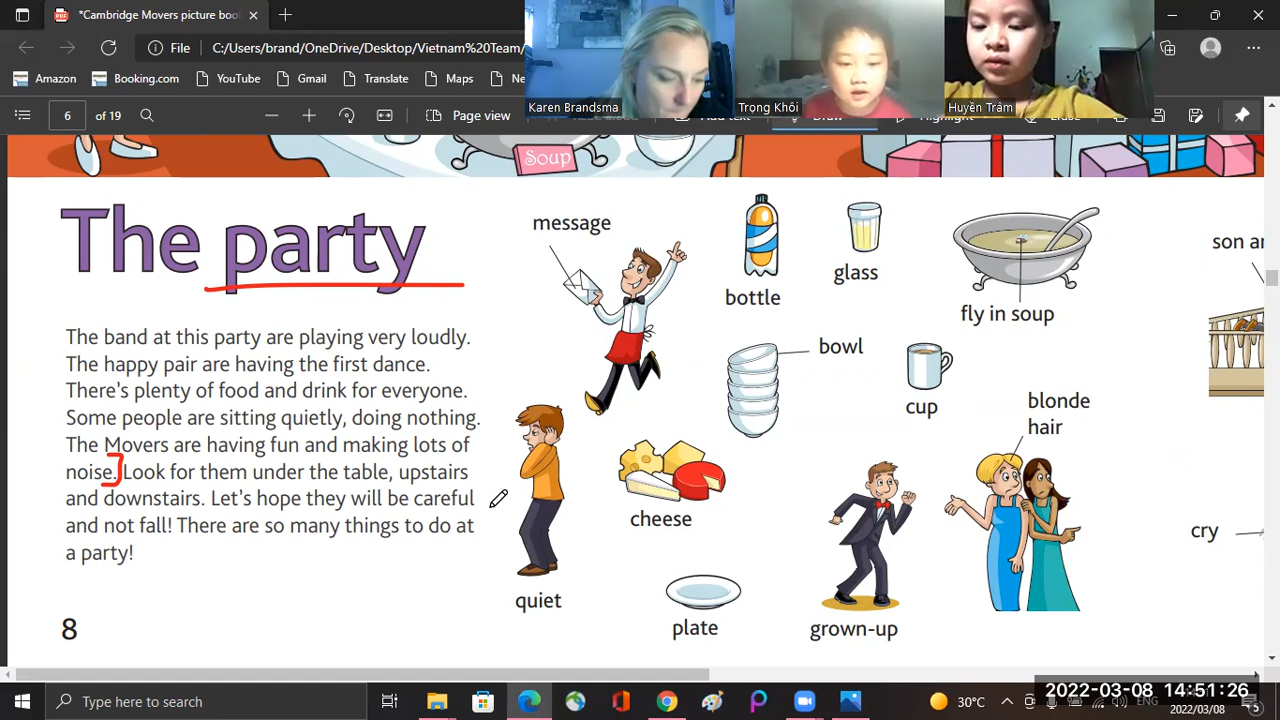 *Cambridge Movers picture boo
File
C:/Users/brand/OneDrive/Desktop/Vietnam%20Team/
Amazon
Booking.com
YouTube
Gmail
Translate
Maps
Karen Brandsma
Trọng Khôi
Huyền Trâm
6
of 19
Page view
Add text
Draw
Highlight
Erase
Soup
The party
The band at this party are playing very loudly.
The happy pair are having the first dance.
There's plenty of food and drink for everyone.
Some people are sitting quietly, doing nothing.
The Movers are having fun and making lots of
noise. Look for them under the table, upstairs
and downstairs. Let's hope they will be careful
and not fall! There are so many things to do at
a party!
8
message
bottle
glass
fly in soup
bowl
cup
blonde
hair
cheese
quiet
plate
grown-up
son
cry
Type here to search
30°C
ENG
2022-03-08 14:51:26
2022/03/08